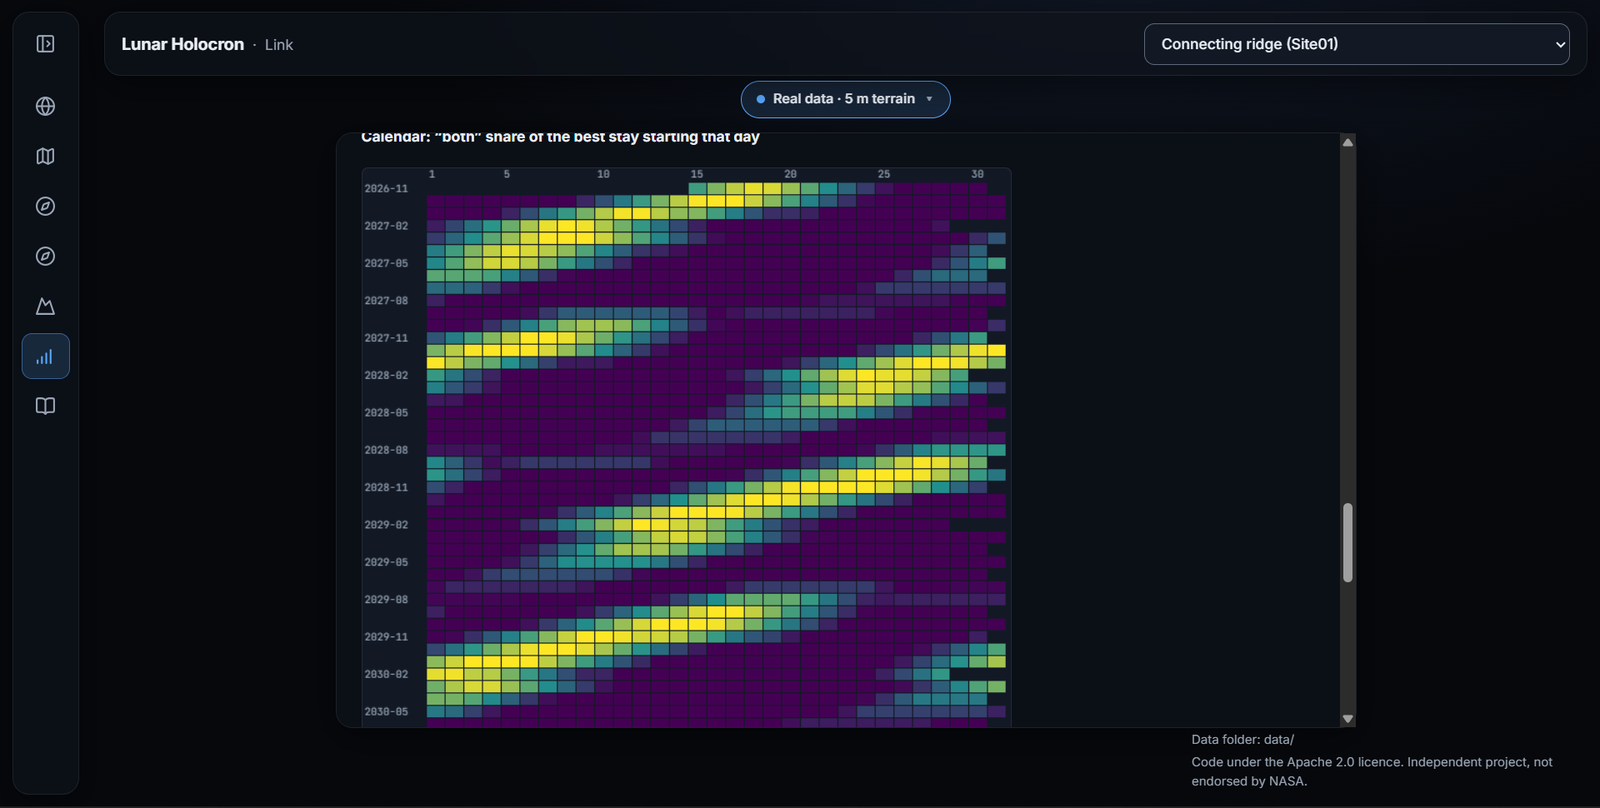 Lunar Holocron · Link
Connecting ridge (Site01)
Real data · 5 m terrain
Calendar: “both” share of the best stay starting that day
1 5 10 15 20 25 30
2026-11
2027-02
2027-05
2027-08
2027-11
2028-02
2028-05
2028-08
2028-11
2029-02
2029-05
2029-08
2029-11
2030-02
2030-05
Data folder: data/
Code under the Apache 2.0 licence. Independent project, not
endorsed by NASA.